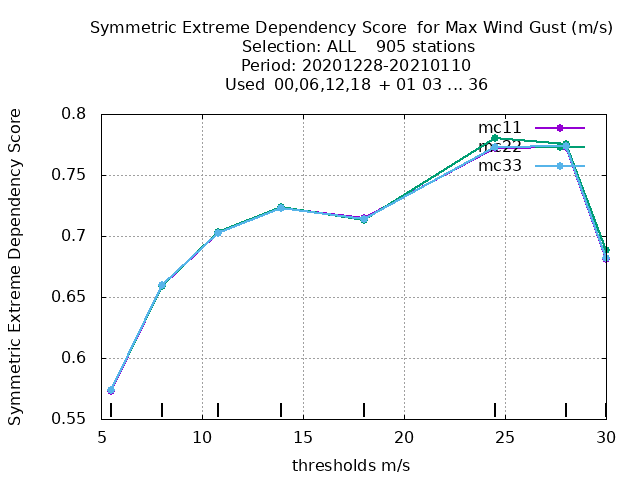 Symmetric Extreme Dependency Score for Max Wind Gust (m/s)
Selection: ALL 905 stations
Period: 20201228-20210110
Used 00,06,12,18 + 01 03 ... 36
Symmetric Extreme Dependency Score
0.8
0.75
0.7
0.65
0.6
0.55
mc11
mc22
mc33
5 10 15 20 25 30
thresholds m/s